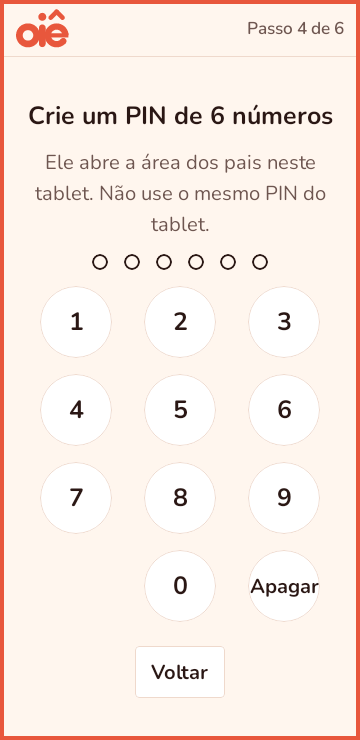 oiê
Passo 4 de 6
Crie um PIN de 6 números
Ele abre a área dos pais neste
tablet. Não use o mesmo PIN do
tablet.
1 2 3
4 5 6
7 8 9
0 Apagar
Voltar